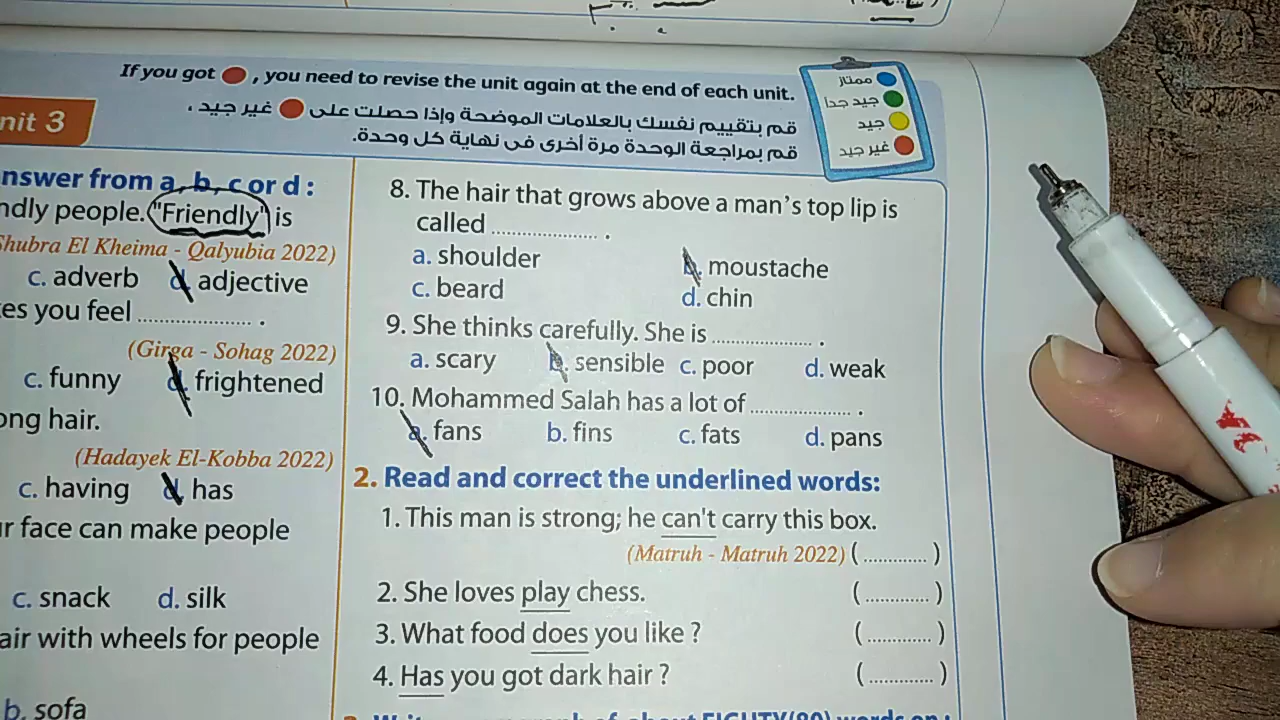 If you got , you need to revise the unit again at the end of each unit.
قم بتقييم نفسك بالعلامات الموضحة وإذا حصلت على غير جيد ،
قم بمراجعة الوحدة مرة أخرى فى نهاية كل وحدة.
ممتاز
جيد جدا
جيد
غير جيد
nit 3
nswer from a, b, c or d :
ndly people. "Friendly" is
Shubra El Kheima - Qalyubia 2022)
c. adverb d. adjective
es you feel .................... .
(Girga - Sohag 2022)
c. funny d. frightened
ong hair.
(Hadayek El-Kobba 2022)
c. having d. has
r face can make people
c. snack d. silk
air with wheels for people
b. sofa
8. The hair that grows above a man's top lip is
called .................... .
a. shoulder b. moustache
c. beard d. chin
9. She thinks carefully. She is .................... .
a. scary b. sensible c. poor d. weak
10. Mohammed Salah has a lot of .................... .
a. fans b. fins c. fats d. pans
2. Read and correct the underlined words:
1. This man is strong; he can't carry this box.
(Matruh - Matruh 2022) (.............)
2. She loves play chess. (.............)
3. What food does you like ? (.............)
4. Has you got dark hair ? (.............)